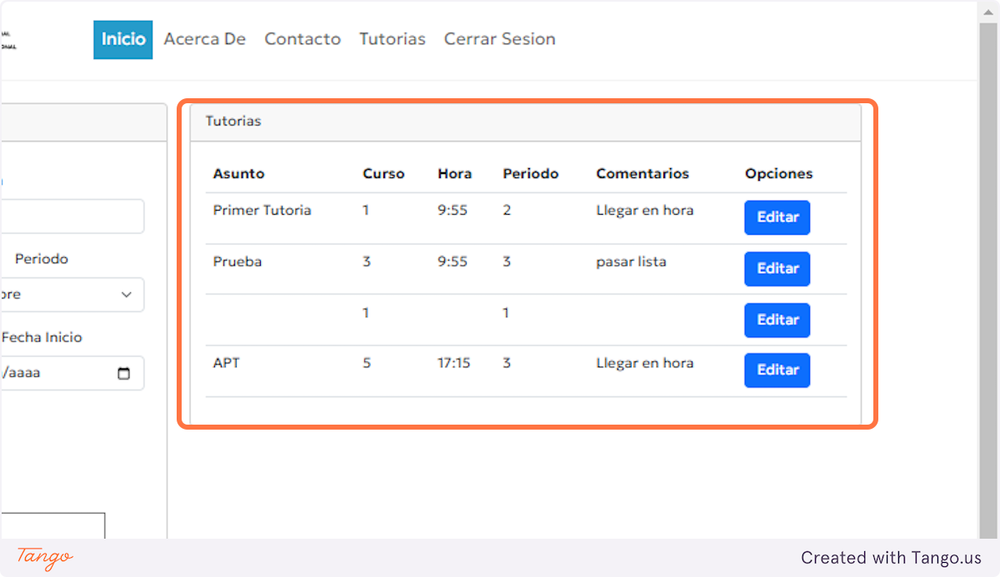 Inicio Acerca De Contacto Tutorias Cerrar Sesion
Tutorias
Asunto Curso Hora Periodo Comentarios Opciones
Primer Tutoria 1 9:55 2 Llegar en hora Editar
Prueba 3 9:55 3 pasar lista Editar
1 1 Editar
APT 5 17:15 3 Llegar en hora Editar
Periodo
bre
Fecha Inicio
/aaaa
Tango
Created with Tango.us